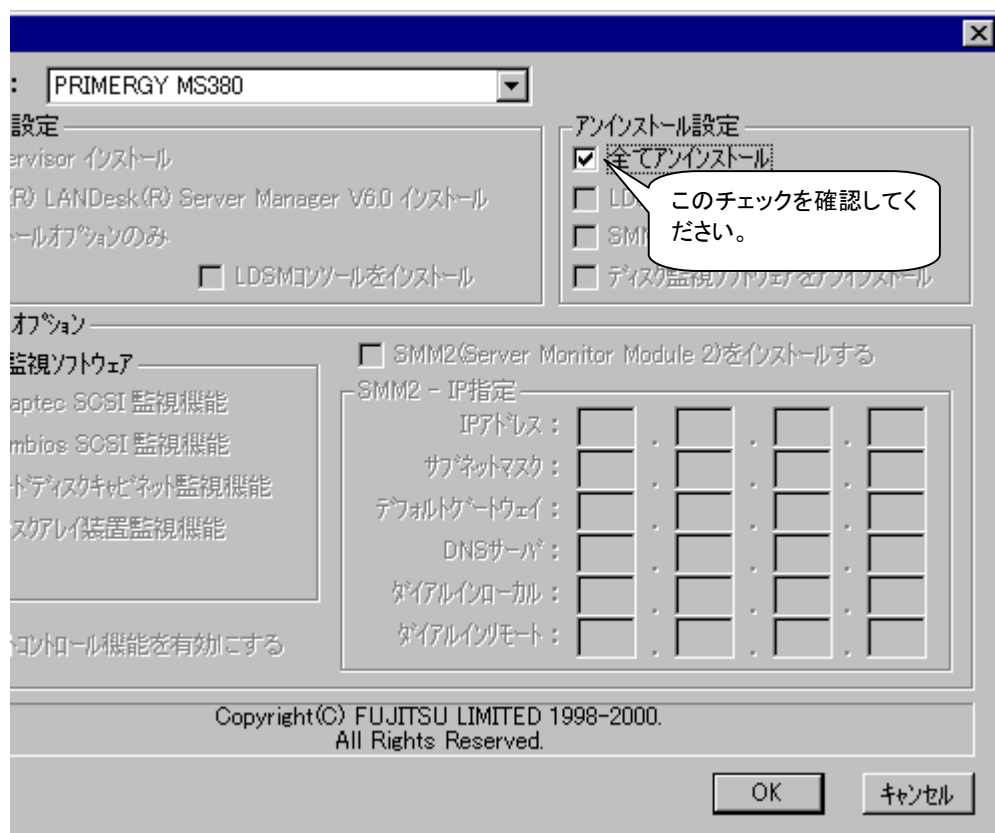 ： PRIMERGY MS380
設定
ervisor インストール
(R) LANDesk(R) Server Manager V6.0 インストール
ールオプションのみ
LDSMコンソールをインストール
アンインストール設定
全てアンインストール
このチェックを確認してく
ださい。
ディスク監視ソフトウェアをアンインストール
オプション
監視ソフトウェア
aptec SCSI 監視機能
mbios SCSI 監視機能
ードディスクキャビネット監視機能
スクアレイ装置監視機能
コントロール機能を有効にする
SMM2(Server Monitor Module 2)をインストールする
SMM2 - IP指定
IPアドレス：
サブネットマスク：
デフォルトゲートウェイ：
DNSサーバ：
ダイアルインローカル：
ダイアルインリモート：
Copyright(C) FUJITSU LIMITED 1998-2000.
All Rights Reserved.
OK
キャンセル